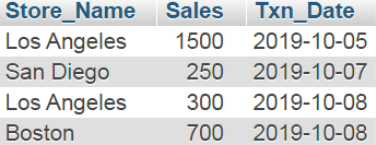 Store_Name Sales Txn_Date
Los Angeles 1500 2019-10-05
San Diego 250 2019-10-07
Los Angeles 300 2019-10-08
Boston 700 2019-10-08